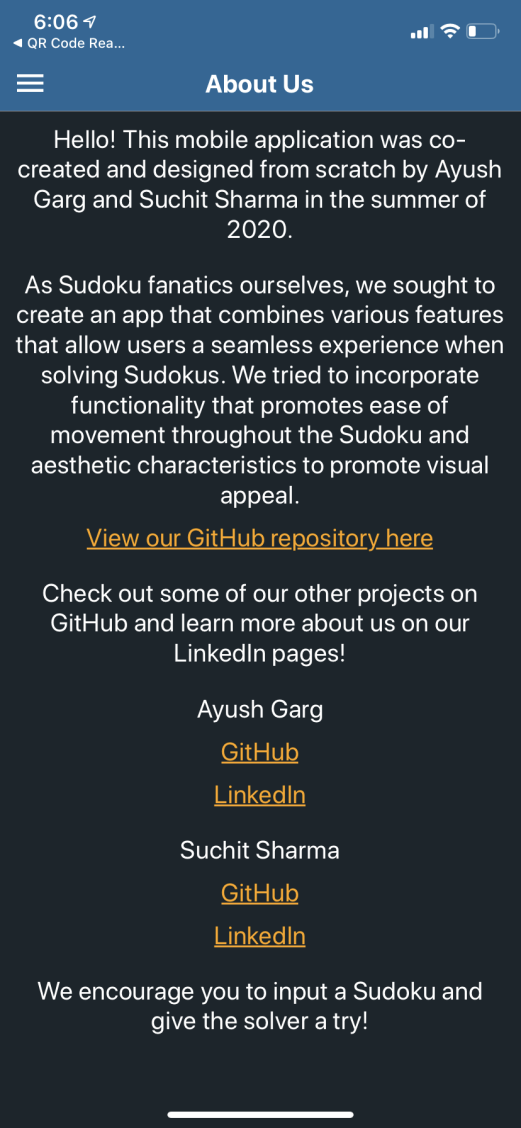 6:06
◀ QR Code Rea...
About Us
Hello! This mobile application was co-
created and designed from scratch by Ayush
Garg and Suchit Sharma in the summer of
2020.
As Sudoku fanatics ourselves, we sought to
create an app that combines various features
that allow users a seamless experience when
solving Sudokus. We tried to incorporate
functionality that promotes ease of
movement throughout the Sudoku and
aesthetic characteristics to promote visual
appeal.
View our GitHub repository here
Check out some of our other projects on
GitHub and learn more about us on our
LinkedIn pages!
Ayush Garg
GitHub
LinkedIn
Suchit Sharma
GitHub
LinkedIn
We encourage you to input a Sudoku and
give the solver a try!